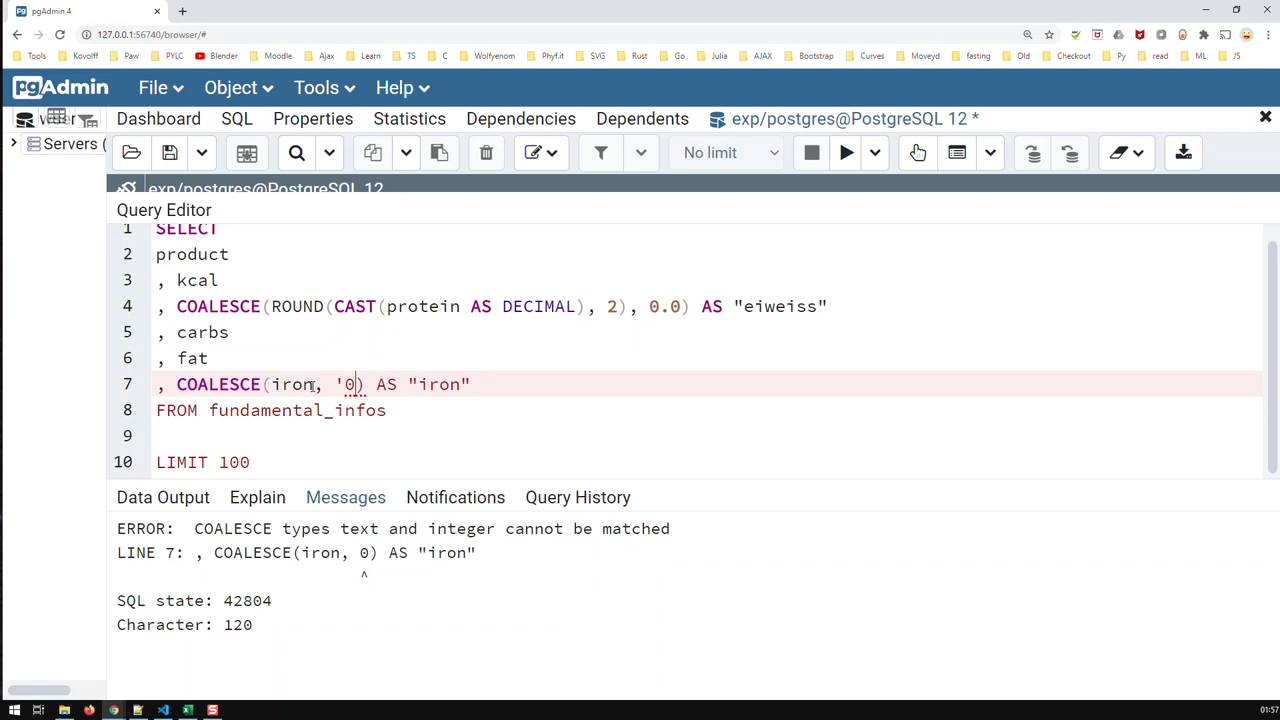 pgAdmin 4
127.0.0.1:56740/browser/#
Tools Kovolff Paw PYLC Blender Moodle Ajax Learn TS C Wolfyenom Phyf.it SVG Rust Go Julia AJAX Bootstrap Curves Moveyd fasting Old Checkout Py read ML JS
pgAdmin File Object Tools Help
Dashboard SQL Properties Statistics Dependencies Dependents exp/postgres@PostgreSQL 12 *
Servers (
No limit
exp/postgres@PostgreSQL 12
Query Editor
1 SELECT
2 product
3 , kcal
4 , COALESCE(ROUND(CAST(protein AS DECIMAL), 2), 0.0) AS "eiweiss"
5 , carbs
6 , fat
7 , COALESCE(iron, '0) AS "iron"
8 FROM fundamental_infos
9
10 LIMIT 100
Data Output Explain Messages Notifications Query History
ERROR:  COALESCE types text and integer cannot be matched
LINE 7: , COALESCE(iron, 0) AS "iron"
^
SQL state: 42804
Character: 120
01:57